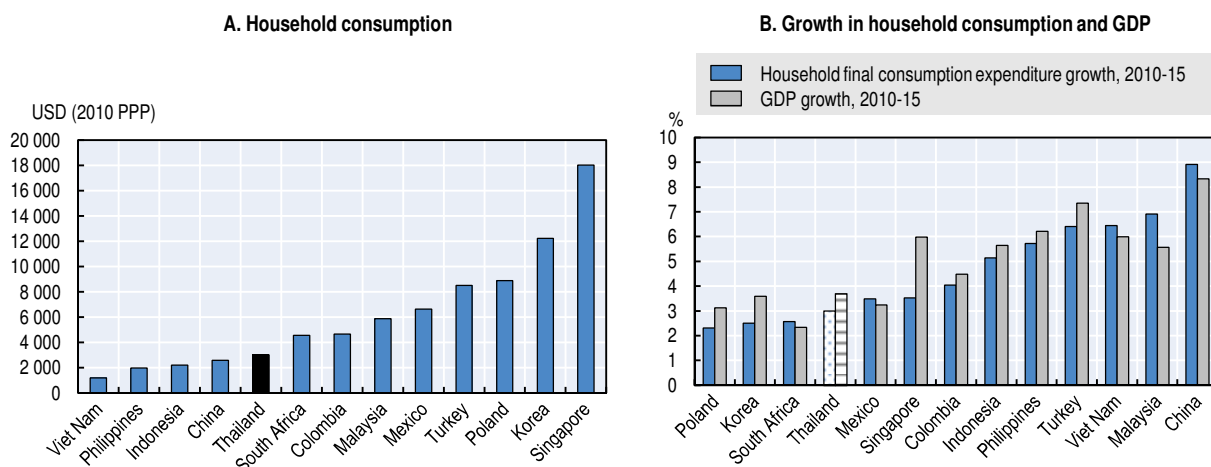 A. Household consumption
USD (2010 PPP)
20 000
18 000
16 000
14 000
12 000
10 000
8 000
6 000
4 000
2 000
0
Viet Nam
Philippines
Indonesia
China
Thailand
South Africa
Colombia
Malaysia
Mexico
Turkey
Poland
Korea
Singapore
B. Growth in household consumption and GDP
Household final consumption expenditure growth, 2010-15
GDP growth, 2010-15
%
10
9
8
7
6
5
4
3
2
1
0
Poland
Korea
South Africa
Thailand
Mexico
Singapore
Colombia
Indonesia
Philippines
Turkey
Viet Nam
Malaysia
China